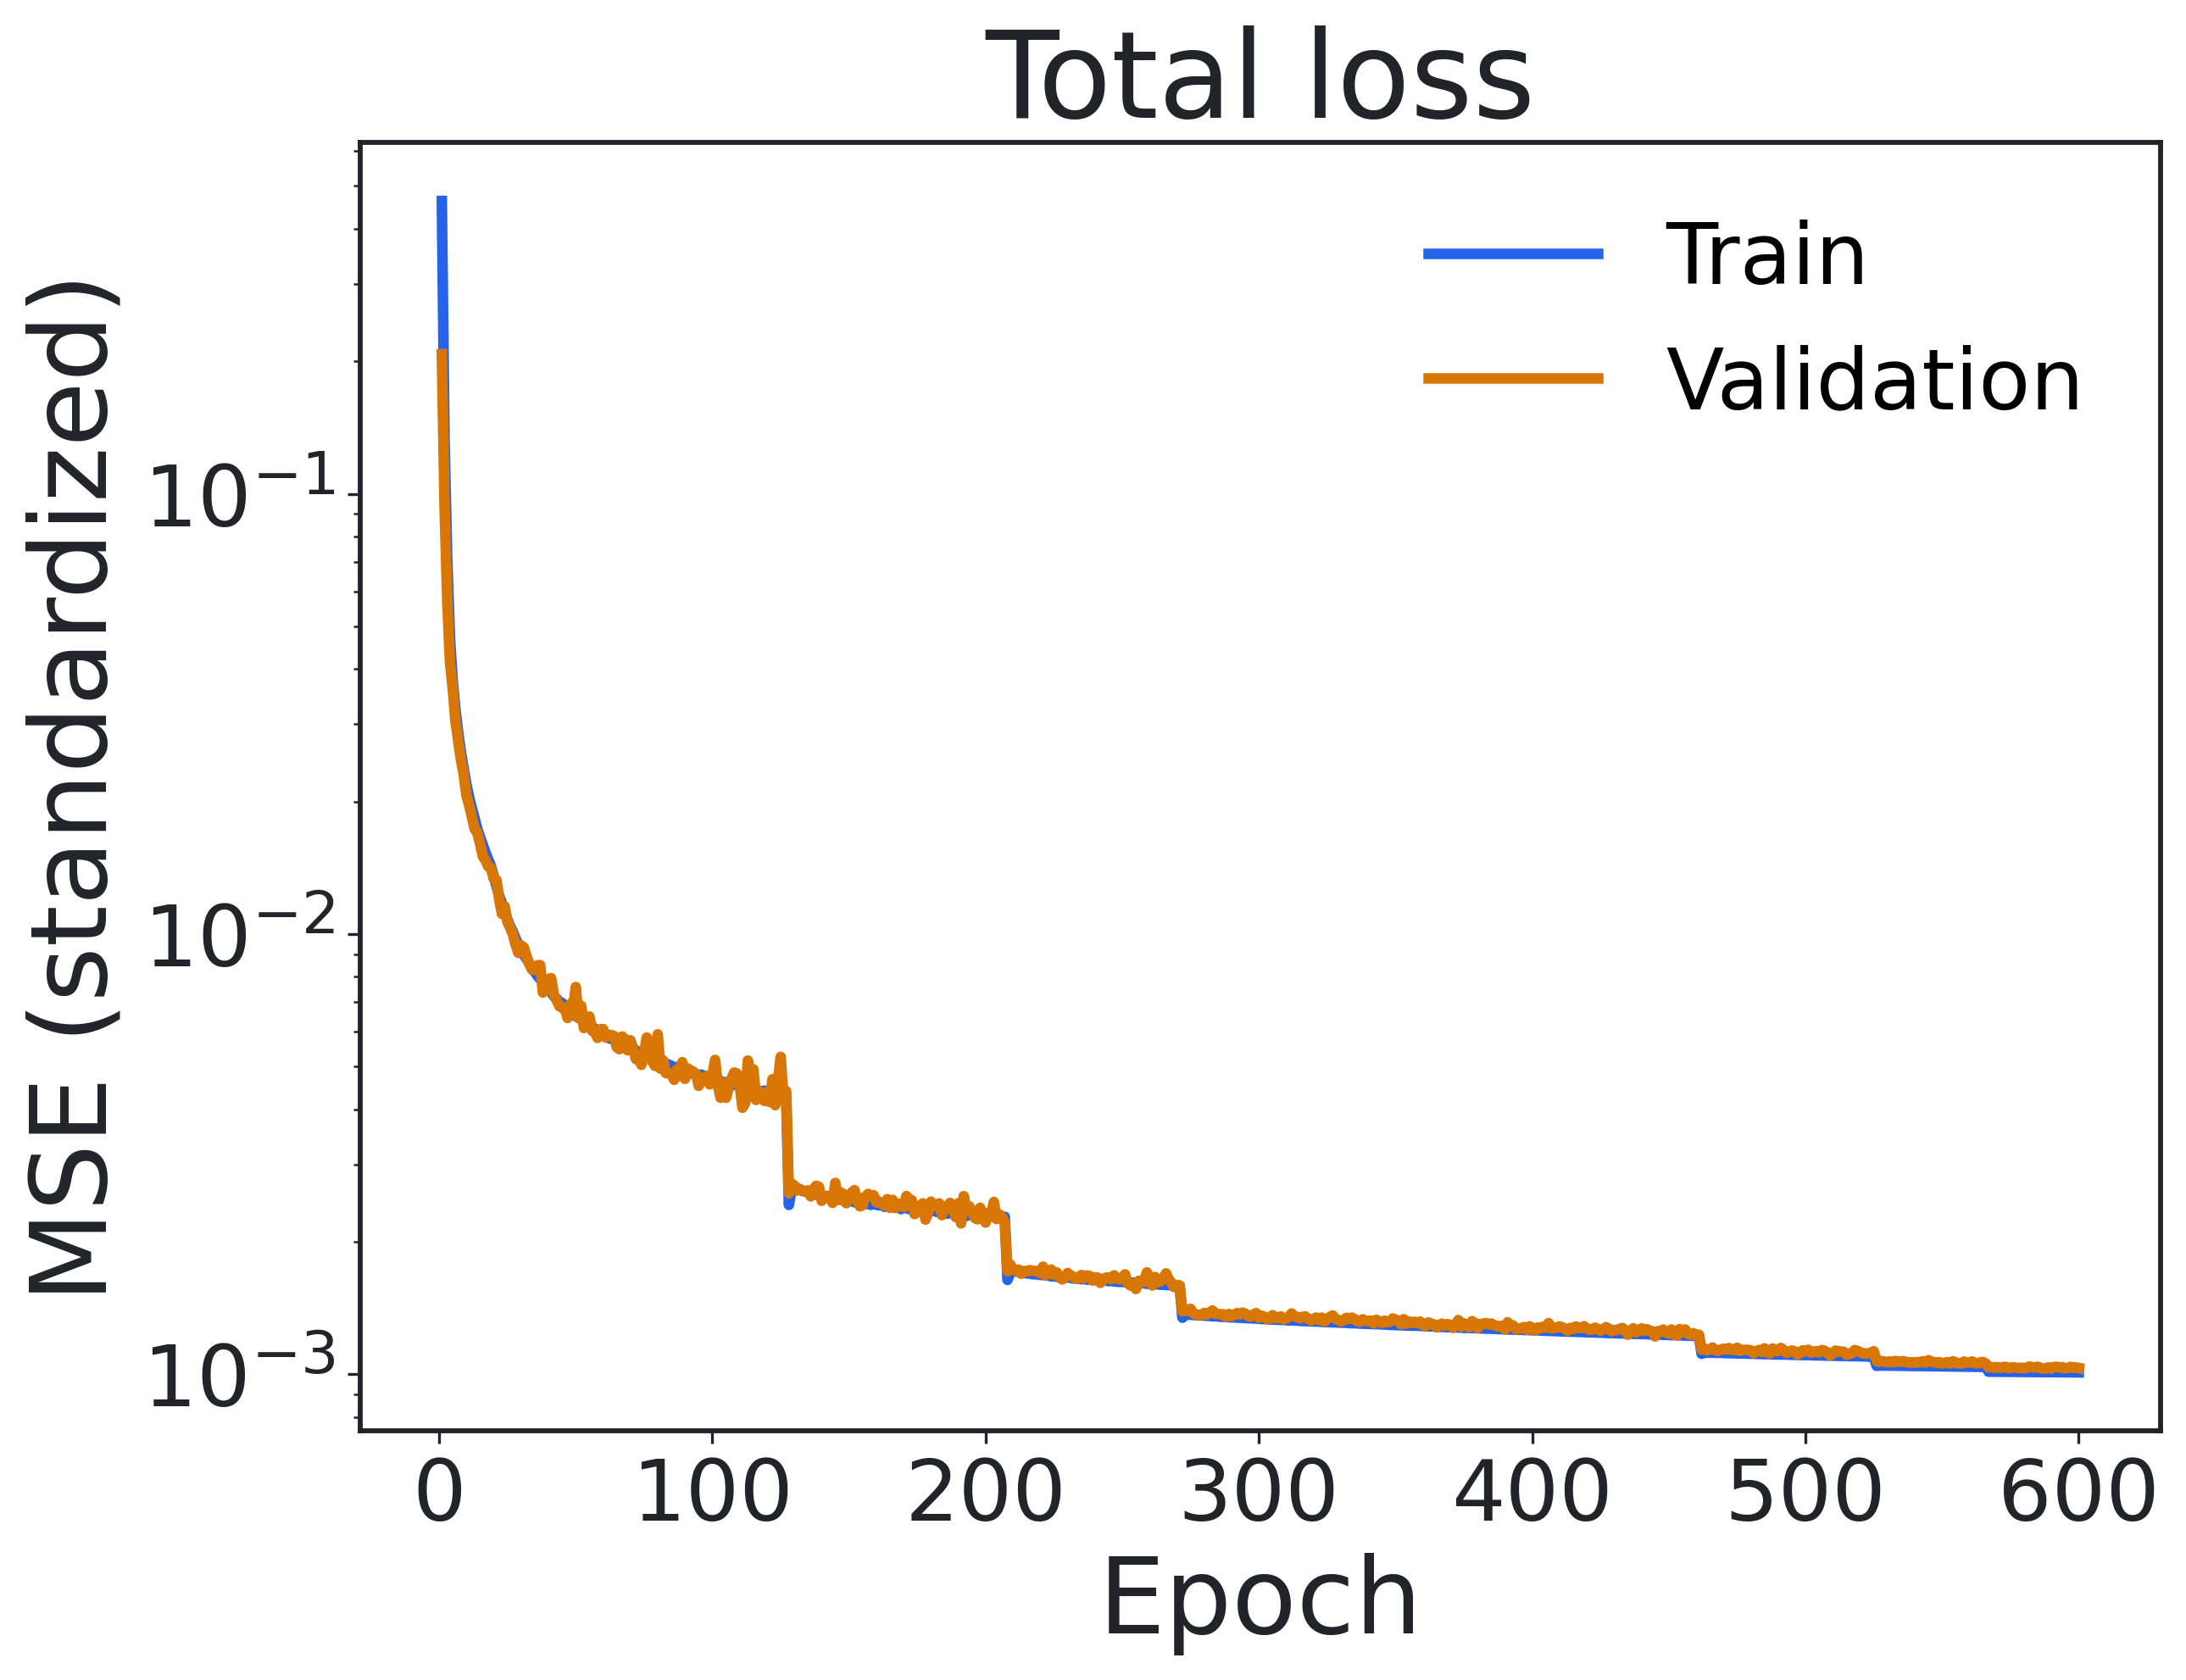 Total loss
MSE (standardized)
10⁻¹
10⁻²
10⁻³
Train
Validation
0 100 200 300 400 500 600
Epoch